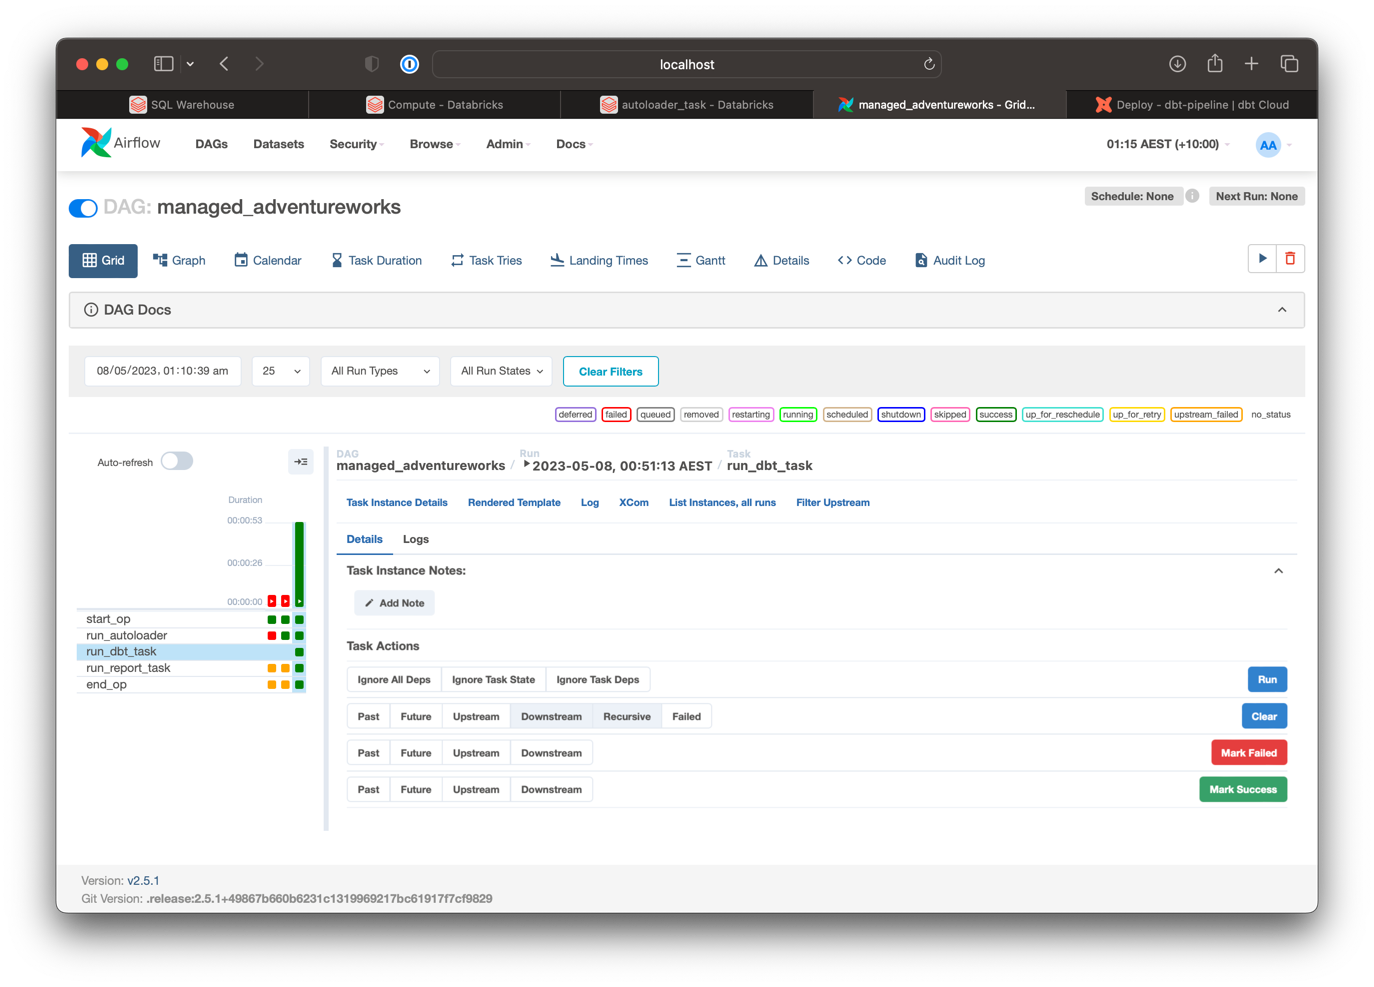 localhost
SQL Warehouse
Compute - Databricks
autoloader_task - Databricks
managed_adventureworks - Grid...
Deploy - dbt-pipeline | dbt Cloud
Airflow
DAGs
Datasets
Security
Browse
Admin
Docs
01:15 AEST (+10:00)
AA
DAG: managed_adventureworks
Schedule: None
Next Run: None
Grid
Graph
Calendar
Task Duration
Task Tries
Landing Times
Gantt
Details
<> Code
Audit Log
DAG Docs
08/05/2023, 01:10:39 am
25
All Run Types
All Run States
Clear Filters
deferred
failed
queued
removed
restarting
running
scheduled
shutdown
skipped
success
up_for_reschedule
up_for_retry
upstream_failed
no_status
Auto-refresh
Duration
00:00:53
00:00:26
00:00:00
start_op
run_autoloader
run_dbt_task
run_report_task
end_op
DAG
managed_adventureworks
/
Run
2023-05-08, 00:51:13 AEST
/
Task
run_dbt_task
Task Instance Details
Rendered Template
Log
XCom
List Instances, all runs
Filter Upstream
Details
Logs
Task Instance Notes:
Add Note
Task Actions
Ignore All Deps
Ignore Task State
Ignore Task Deps
Run
Past
Future
Upstream
Downstream
Recursive
Failed
Clear
Past
Future
Upstream
Downstream
Mark Failed
Past
Future
Upstream
Downstream
Mark Success
Version: v2.5.1
Git Version: .release:2.5.1+49867b660b6231c1319969217bc61917f7cf9829